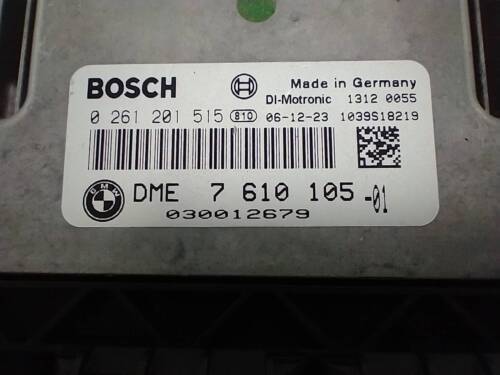 BOSCH Made in Germany
DI-Motronic 1312 0055
0 261 201 515 810 06-12-23 1039S18219
BMW DME 7 610 105-01
030012679